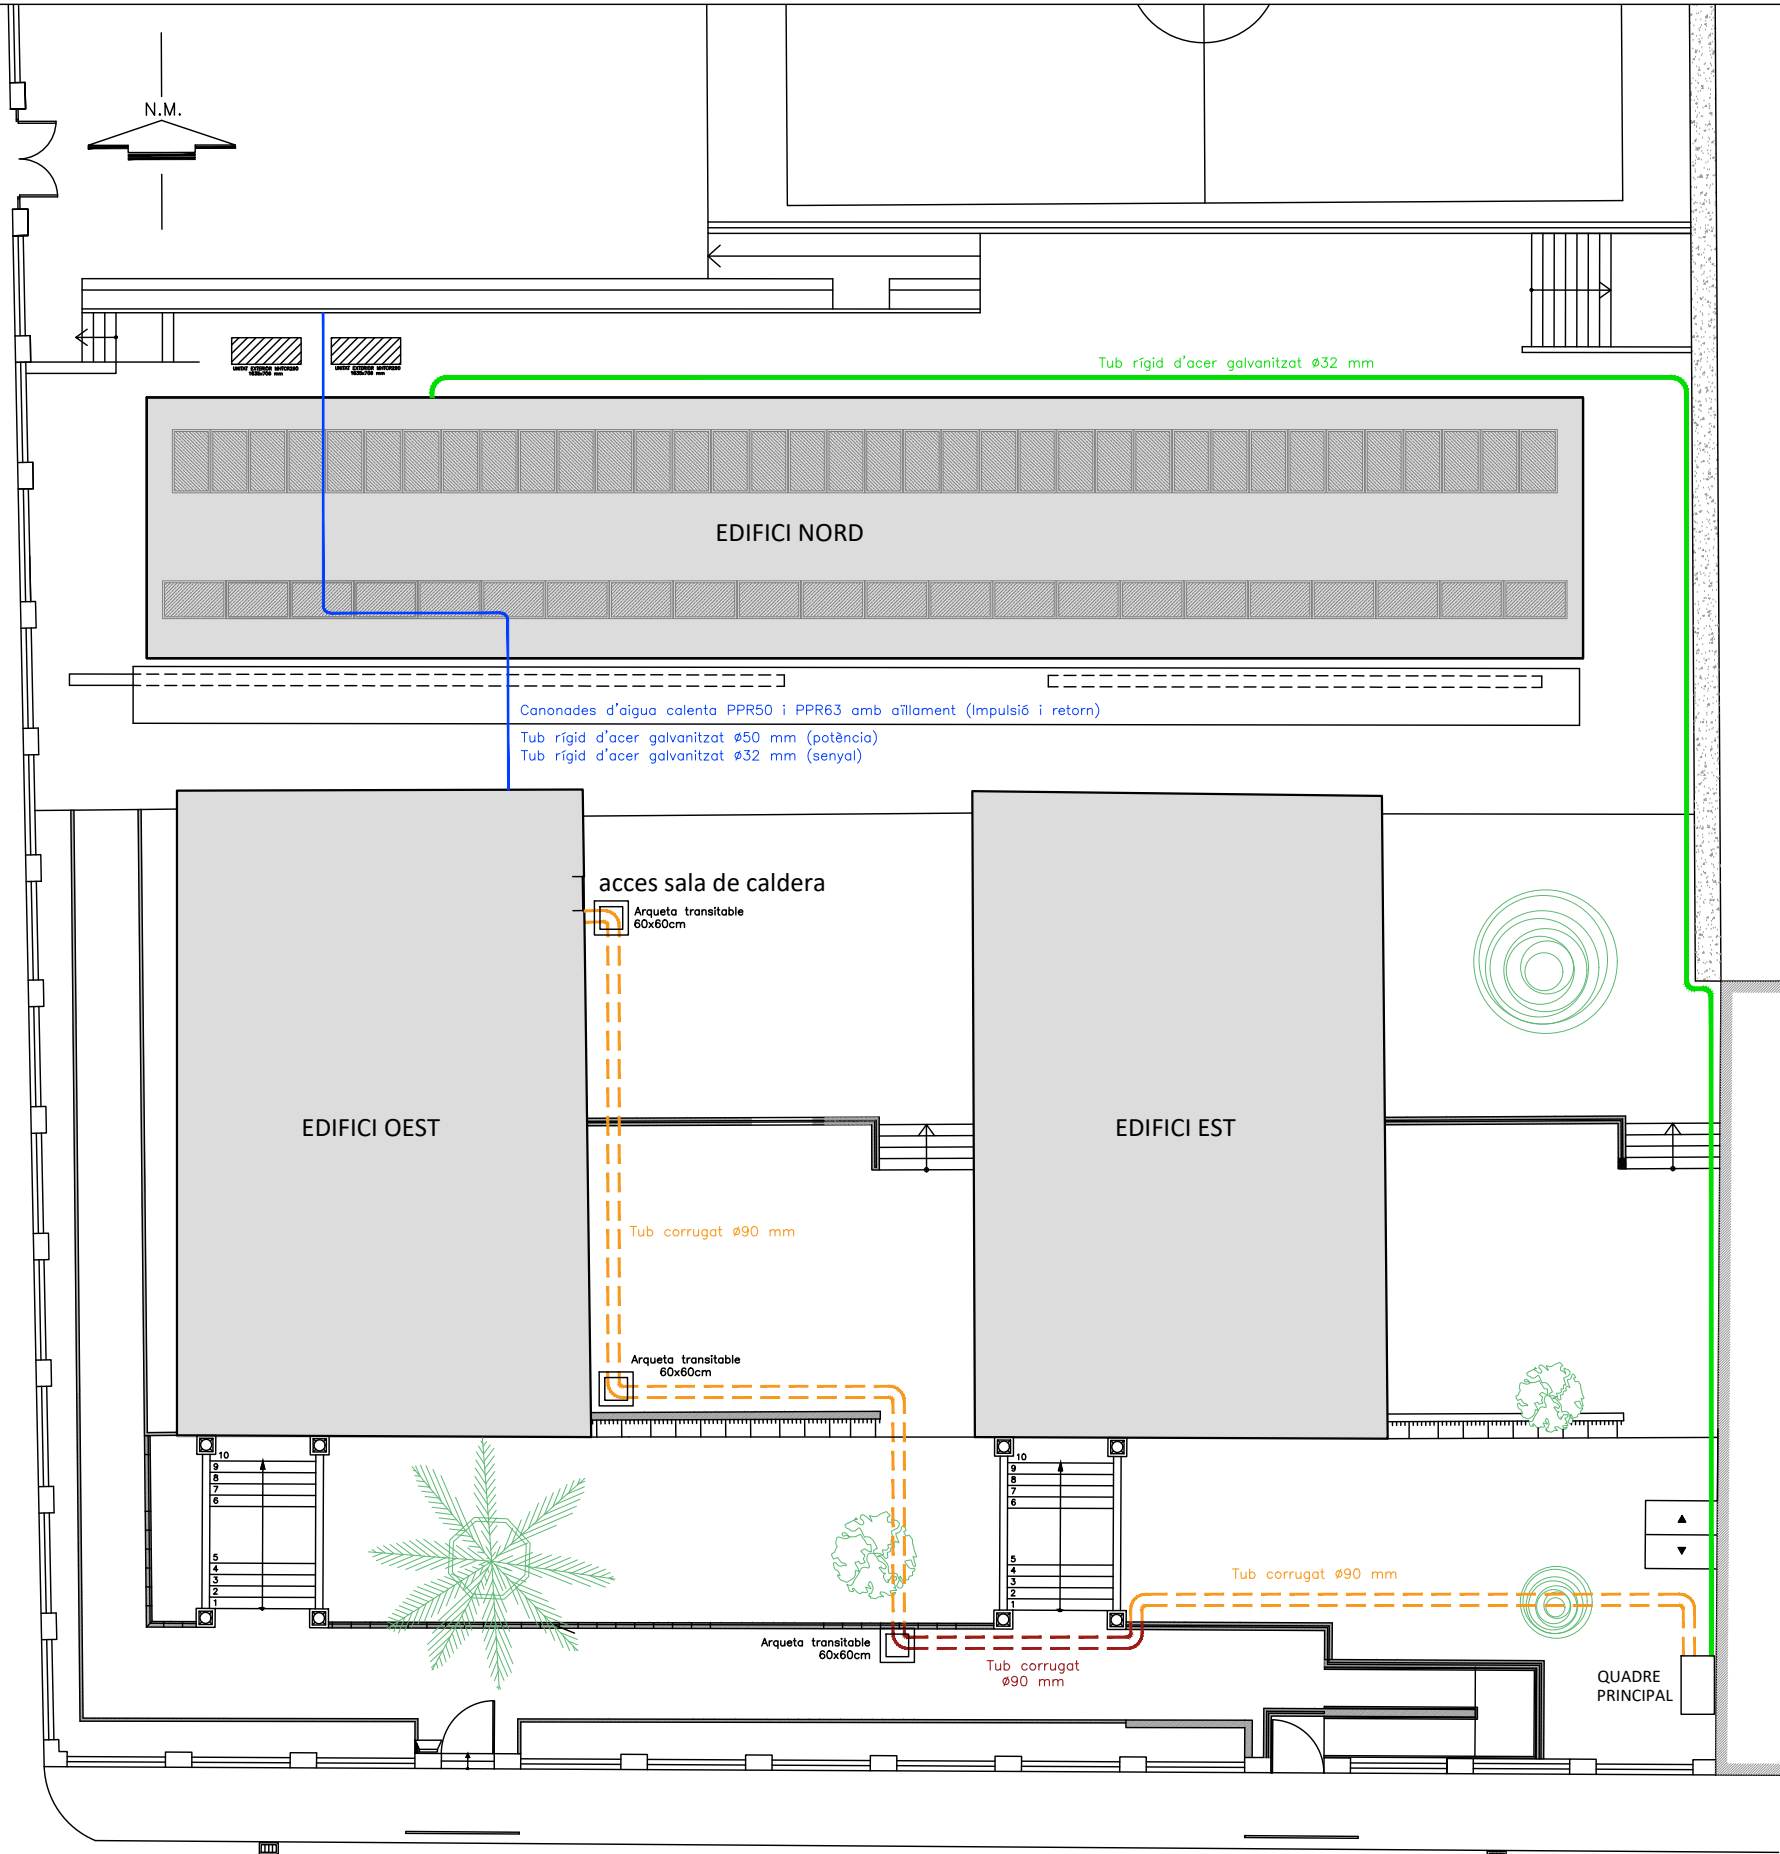 N.M.
Tub rígid d'acer galvanitzat ø32 mm
UNITAT EXTERIOR
UNITAT EXTERIOR
EDIFICI NORD
Canonades d'aigua calenta PPR50 i PPR63 amb aïllament (Impulsió i retorn)
Tub rígid d'acer galvanitzat ø50 mm (potència)
Tub rígid d'acer galvanitzat ø32 mm (senyal)
acces sala de caldera
Arqueta transitable
60x60cm
EDIFICI OEST
EDIFICI EST
Tub corrugat ø90 mm
Arqueta transitable
60x60cm
10
9
8
7
6
5
4
3
2
1
10
9
8
7
6
5
4
3
2
1
Tub corrugat ø90 mm
Arqueta transitable
60x60cm
Tub corrugat
ø90 mm
QUADRE
PRINCIPAL